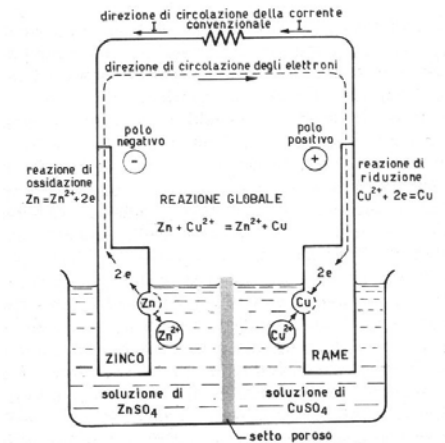 direzione di circolazione della corrente
convenzionale
I
I
direzione di circolazione degli elettroni
polo
negativo
-
polo
positivo
+
reazione di
ossidazione
Zn=Zn²⁺+2e
reazione di
riduzione
Cu²⁺+2e=Cu
REAZIONE GLOBALE
Zn + Cu²⁺ =Zn²⁺+ Cu
2e
2e
Zn
Cu
Zn²⁺
Cu²⁺
ZINCO
RAME
soluzione di
ZnSO₄
soluzione di
CuSO₄
setto poroso